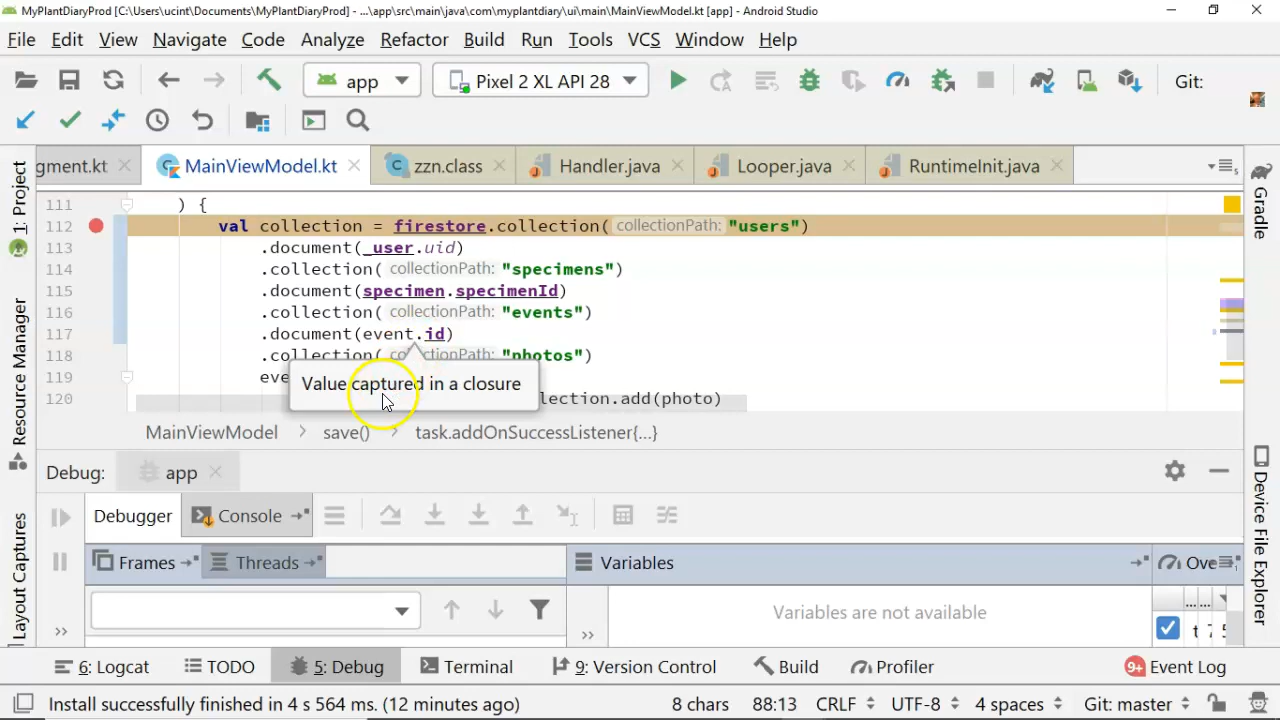 MyPlantDiaryProd [C:\Users\ucint\Documents\MyPlantDiaryProd] - ...\app\src\main\java\com\myplantdiary\ui\main\MainViewModel.kt [app] - Android Studio
File Edit View Navigate Code Analyze Refactor Build Run Tools VCS Window Help
app Pixel 2 XL API 28 Git:
gment.kt MainViewModel.kt zzn.class Handler.java Looper.java RuntimeInit.java
111 ) {
112 val collection = firestore.collection( collectionPath: "users")
113 .document(_user.uid)
114 .collection( collectionPath: "specimens")
115 .document(specimen.specimenId)
116 .collection( collectionPath: "events")
117 .document(event.id)
118 .collection( collectionPath: "photos")
119 eve
Value captured in a closure
120 llection.add(photo)
MainViewModel save() task.addOnSuccessListener{...}
Debug: app
Debugger Console
Frames Threads Variables Ove
Variables are not available
... ...
t 7 5
6: Logcat TODO 5: Debug Terminal 9: Version Control Build Profiler 9+ Event Log
Install successfully finished in 4 s 564 ms. (12 minutes ago) 8 chars 88:13 CRLF UTF-8 4 spaces Git: master
1: Project
Resource Manager
Layout Captures
Gradle
Device File Explorer